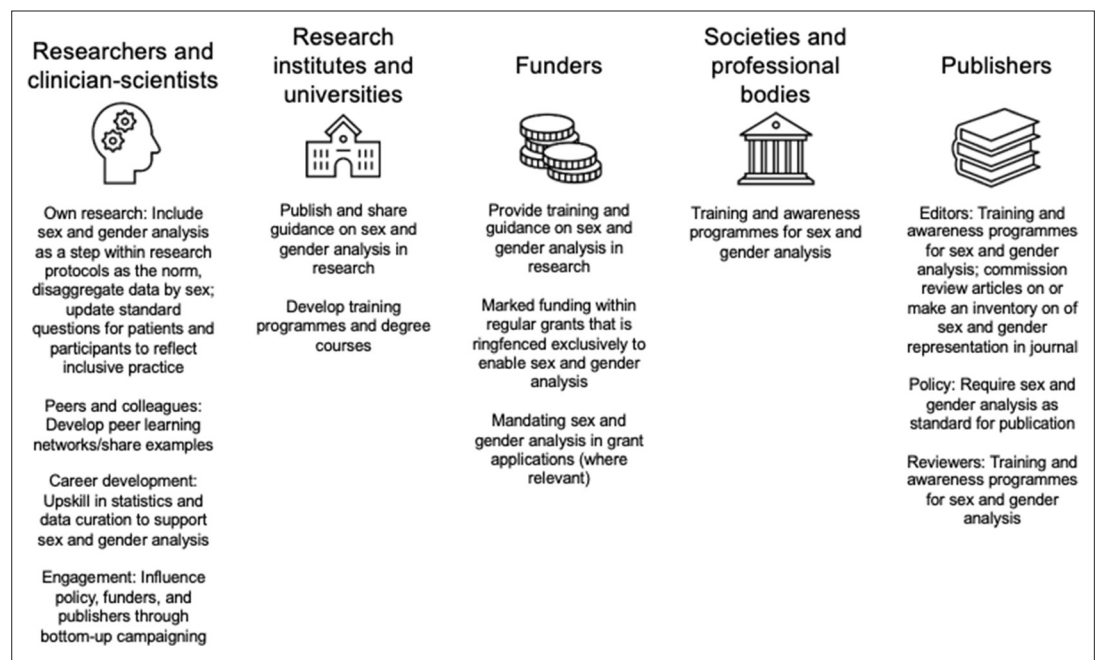 Researchers and
clinician-scientists
Own research: Include
sex and gender analysis
as a step within research
protocols as the norm,
disaggregate data by sex;
update standard
questions for patients and
participants to reflect
inclusive practice
Peers and colleagues:
Develop peer learning
networks/share examples
Career development:
Upskill in statistics and
data curation to support
sex and gender analysis
Engagement: Influence
policy, funders, and
publishers through
bottom-up campaigning
Research
institutes and
universities
Publish and share
guidance on sex and
gender analysis in
research
Develop training
programmes and degree
courses
Funders
Provide training and
guidance on sex and
gender analysis in
research
Marked funding within
regular grants that is
ringfenced exclusively to
enable sex and gender
analysis
Mandating sex and
gender analysis in grant
applications (where
relevant)
Societies and
professional
bodies
Training and awareness
programmes for sex and
gender analysis
Publishers
Editors: Training and
awareness programmes
for sex and gender
analysis; commission
review articles on or
make an inventory on of
sex and gender
representation in journal
Policy: Require sex and
gender analysis as
standard for publication
Reviewers: Training and
awareness programmes
for sex and gender
analysis